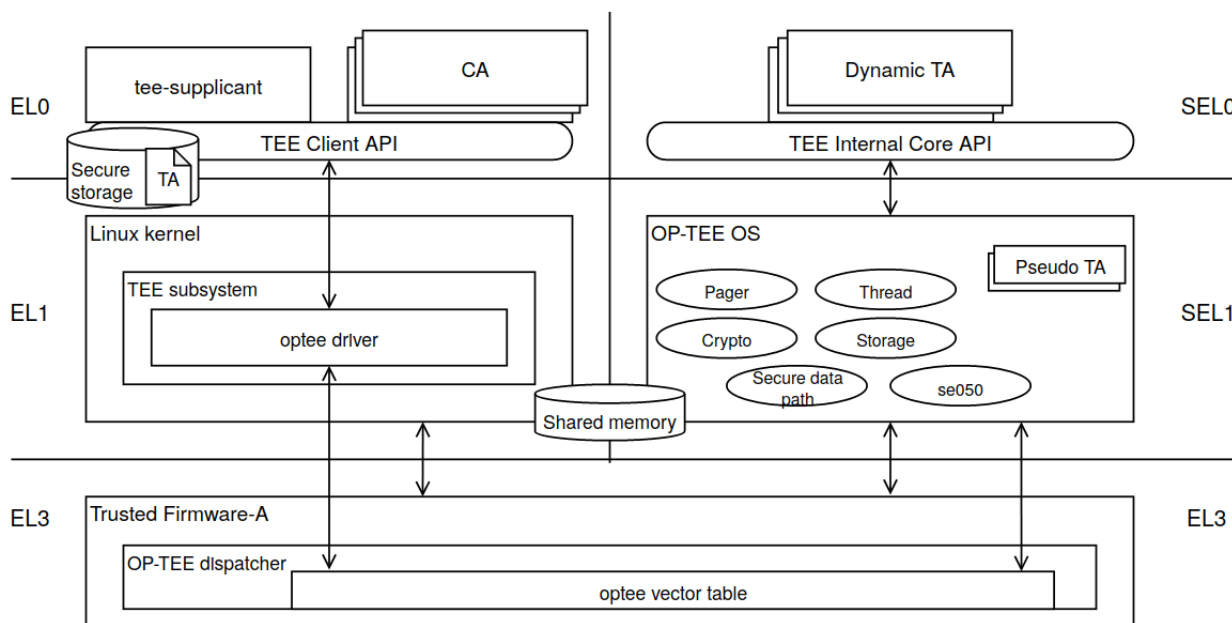 tee-supplicant
CA
Dynamic TA
EL0
SEL0
TEE Client API
TEE Internal Core API
Secure
storage
TA
Linux kernel
OP-TEE OS
Pseudo TA
TEE subsystem
Pager
Thread
EL1
SEL1
optee driver
Crypto
Storage
Secure data
path
se050
Shared memory
EL3
Trusted Firmware-A
EL3
OP-TEE dispatcher
optee vector table